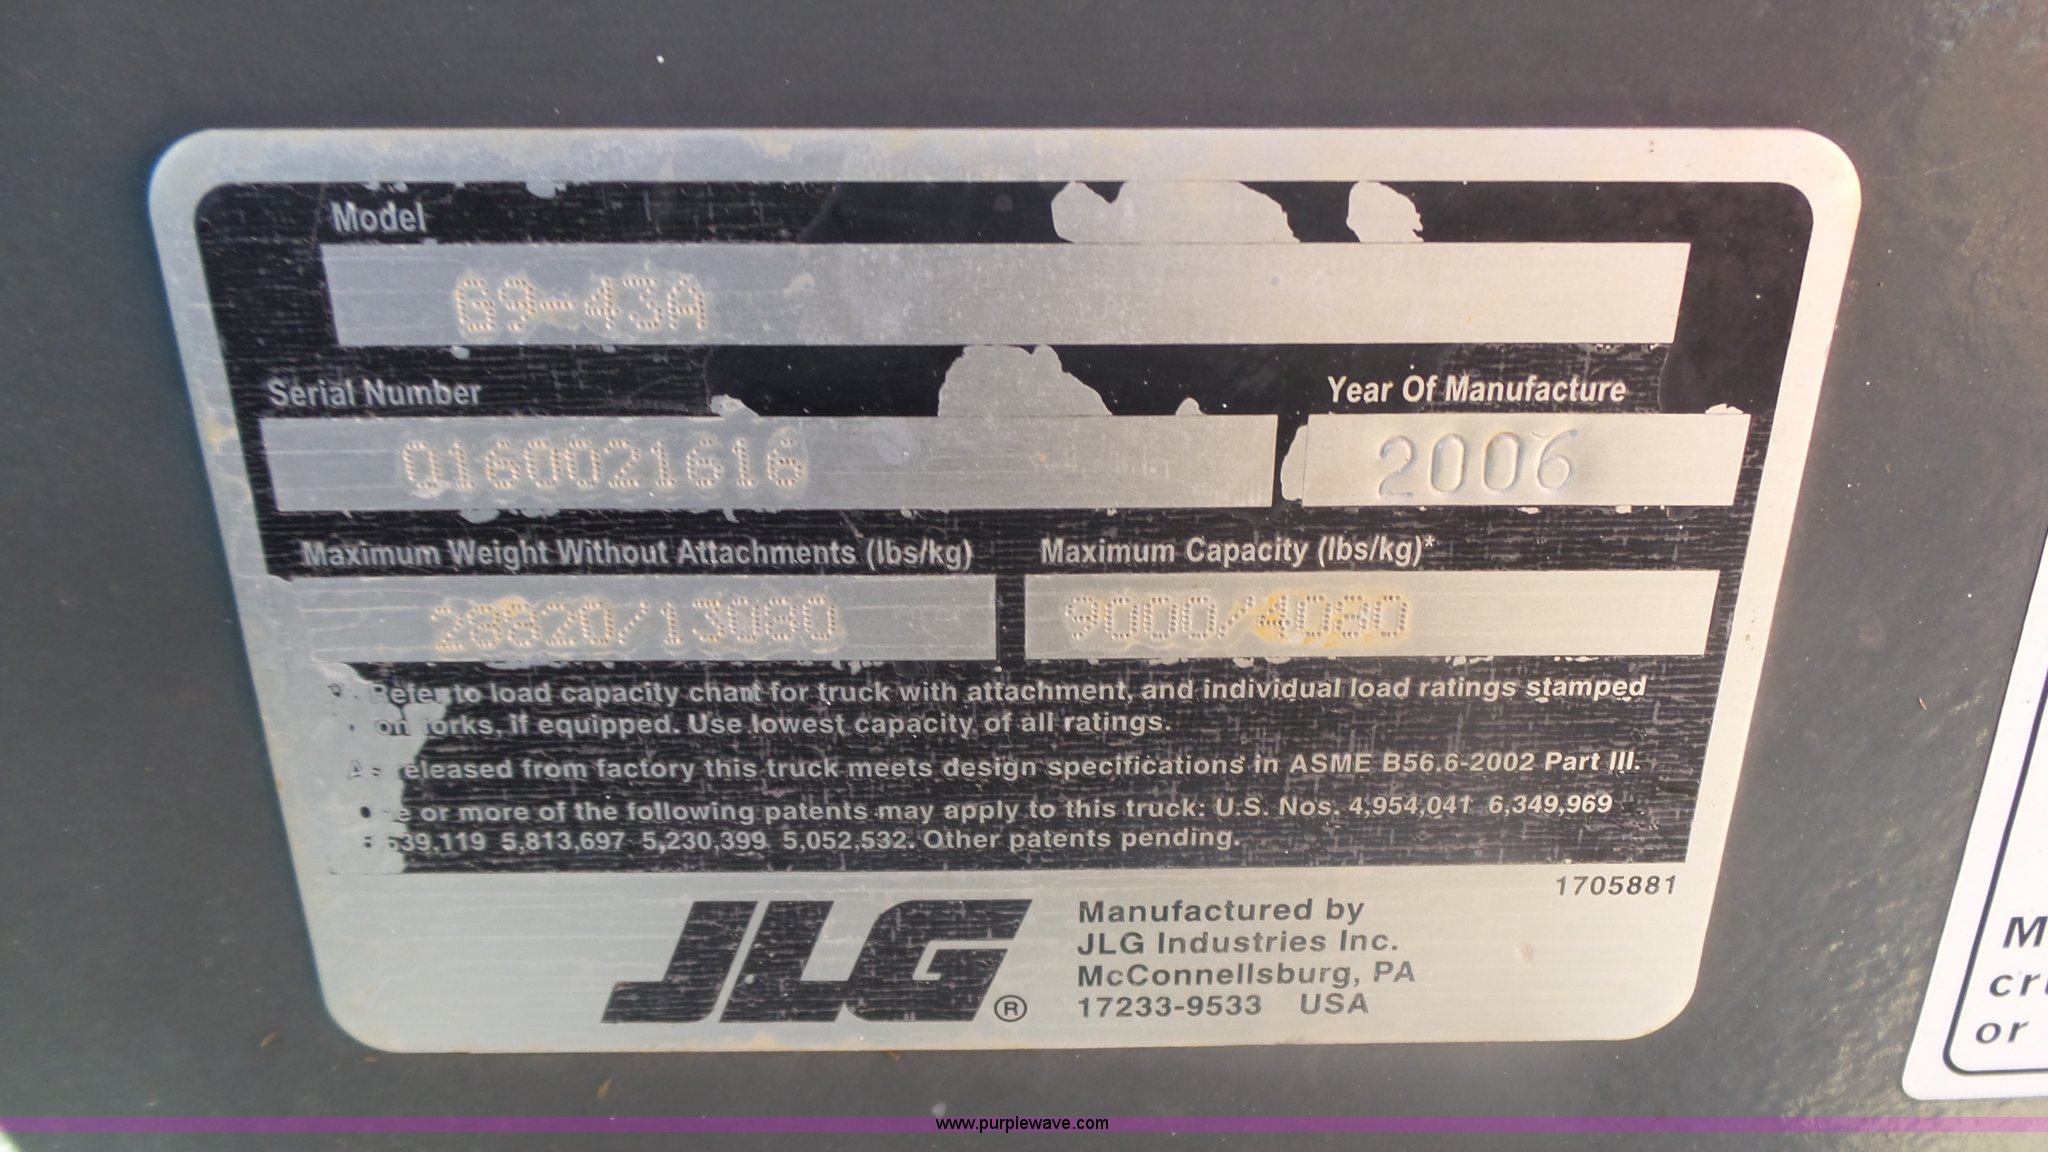 Model
G9-43A
Serial Number
0160021616
Year Of Manufacture
2006
Maximum Weight Without Attachments (lbs/kg)
28820/13080
Maximum Capacity (lbs/kg)*
9000/4080
Refer to load capacity chart for truck with attachment, and individual load ratings stamped
on forks, if equipped. Use lowest capacity of all ratings.
As released from factory this truck meets design specifications in ASME B56.6-2002 Part III.
One or more of the following patents may apply to this truck: U.S. Nos. 4,954,041 6,349,969
5,813,697 5,230,399 5,052,532. Other patents pending.
1705881
JLG®
Manufactured by
JLG Industries Inc.
McConnellsburg, PA
17233-9533 USA
or
www.purplewave.com